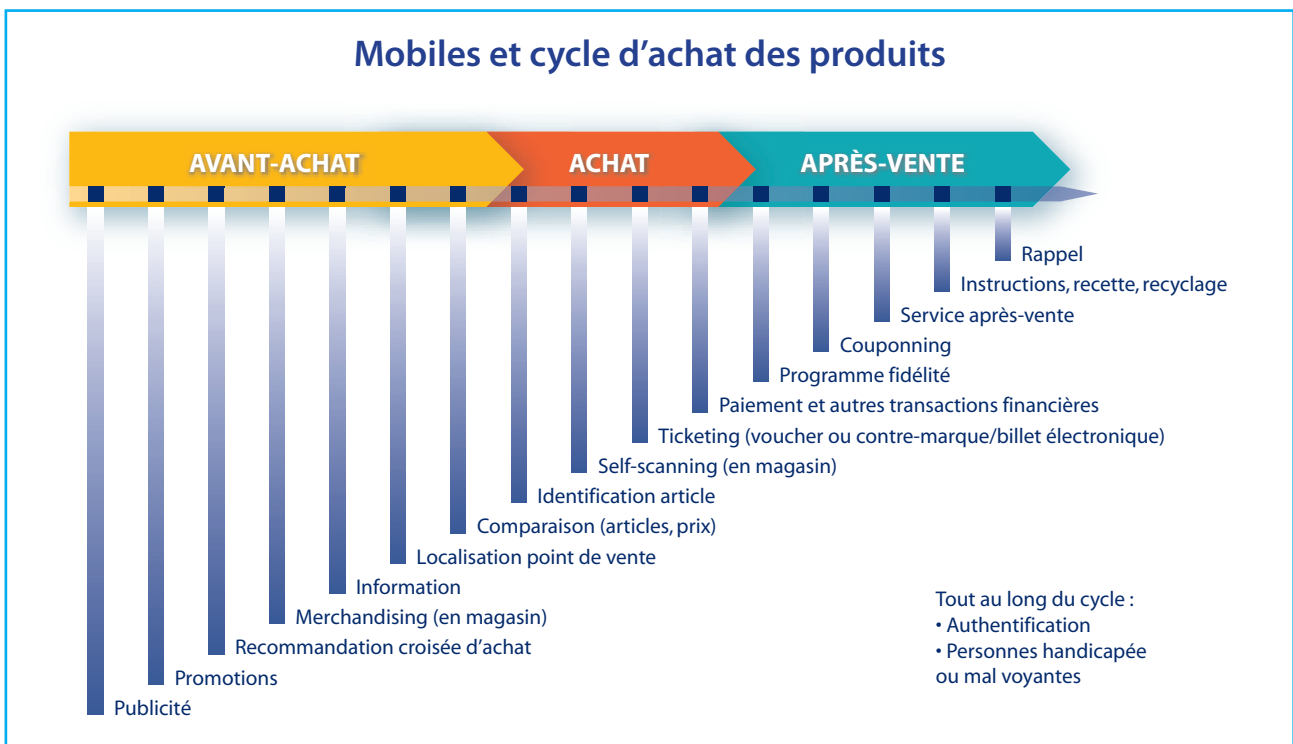 Mobiles et cycle d’achat des produits
AVANT-ACHAT
ACHAT
APRÈS-VENTE
Rappel
Instructions, recette, recyclage
Service après-vente
Couponning
Programme fidélité
Paiement et autres transactions financières
Ticketing (voucher ou contre-marque/billet électronique)
Self-scanning (en magasin)
Identification article
Comparaison (articles, prix)
Localisation point de vente
Information
Merchandising (en magasin)
Recommandation croisée d’achat
Promotions
Publicité
Tout au long du cycle :
• Authentification
• Personnes handicapée
ou mal voyantes